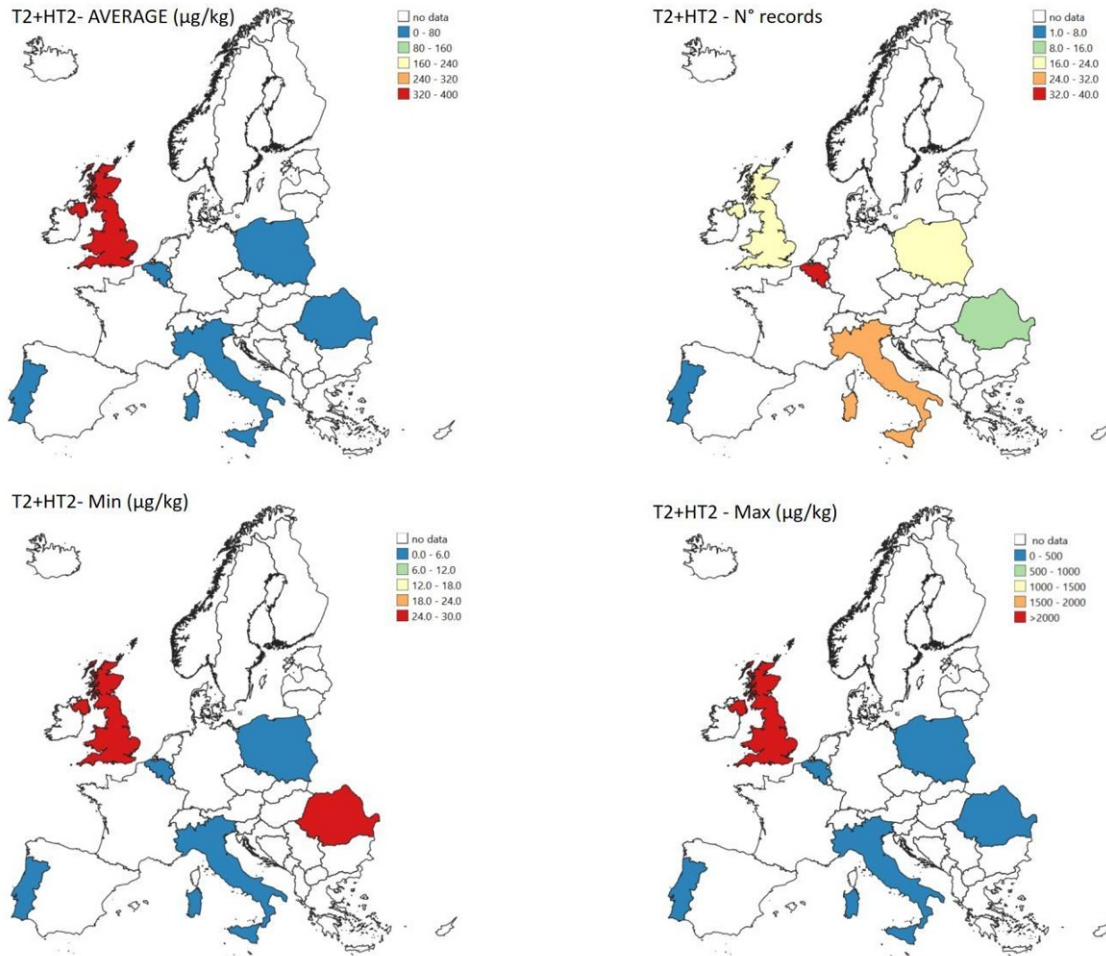 T2+HT2- AVERAGE (µg/kg)
no data
0 - 80
80 - 160
160 - 240
240 - 320
320 - 400
T2+HT2 - N° records
no data
1.0 - 8.0
8.0 - 16.0
16.0 - 24.0
24.0 - 32.0
32.0 - 40.0
T2+HT2- Min (µg/kg)
no data
0.0 - 6.0
6.0 - 12.0
12.0 - 18.0
18.0 - 24.0
24.0 - 30.0
T2+HT2 - Max (µg/kg)
no data
0 - 500
500 - 1000
1000 - 1500
1500 - 2000
>2000